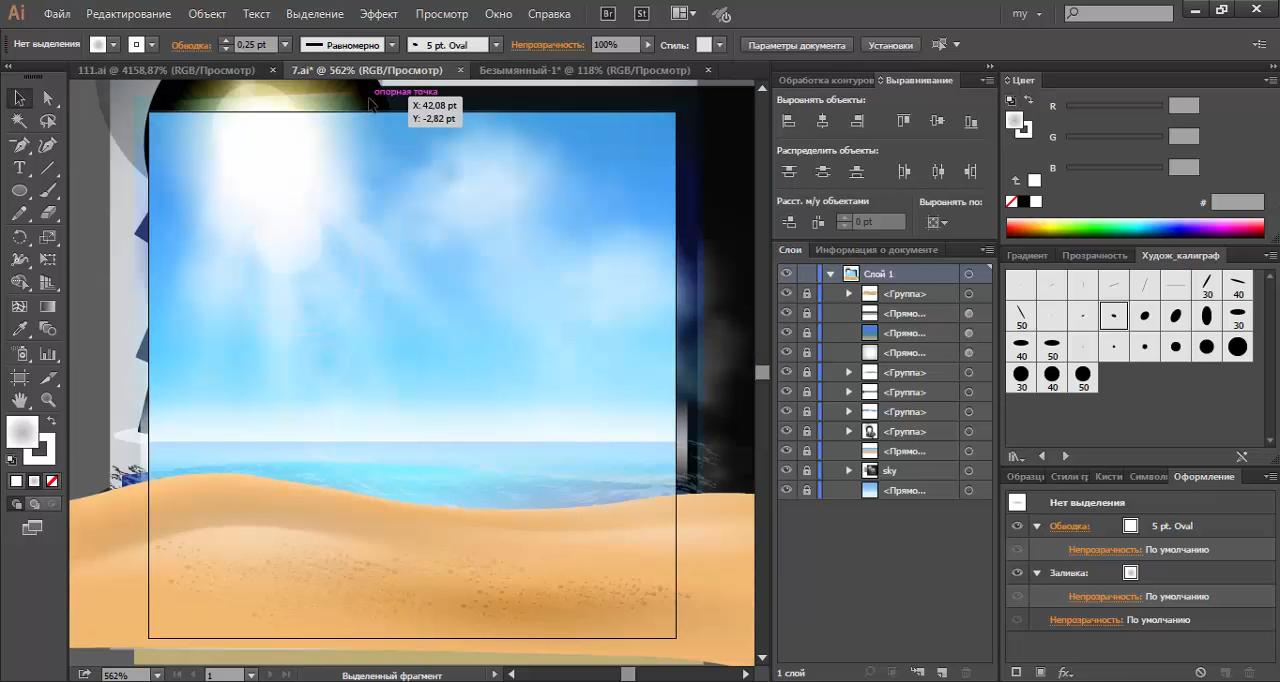 Ai Файл Редактирование Объект Текст Выделение Эффект Просмотр Окно Справка Br St my
Нет выделения Обводка: 0,25 pt Равномерно 5 pt. Oval Непрозрачность: 100% Стиль: Параметры документа Установки
111.ai @ 4158,87% (RGB/Просмотр) × 7.ai* @ 562% (RGB/Просмотр) × Безымянный-1* @ 118% (RGB/Просмотр) ×
опорная точка
X: 42,08 pt
Y: -2,82 pt
Обработка контуров Выравнивание
Выровнять объекты:
Распределить объекты:
Расст. м/у объектами Выровнять по:
0 pt
Слои Информация о документе
Слой 1
<Группа>
<Прямо...
<Прямо...
<Прямо...
<Группа>
<Группа>
<Группа>
<Группа>
<Прямо...
sky
<Прямо...
1 слой
Цвет
R
G
B
#
Градиент Прозрачность Худож_калиграф
30 40
50 30
40 50
30 40 50
Образц Стили гр Кисти Символ Оформление
Нет выделения
Обводка: 5 pt. Oval
Непрозрачность: По умолчанию
Заливка:
Непрозрачность: По умолчанию
Непрозрачность: По умолчанию
fx
562% 1 Выделенный фрагмент